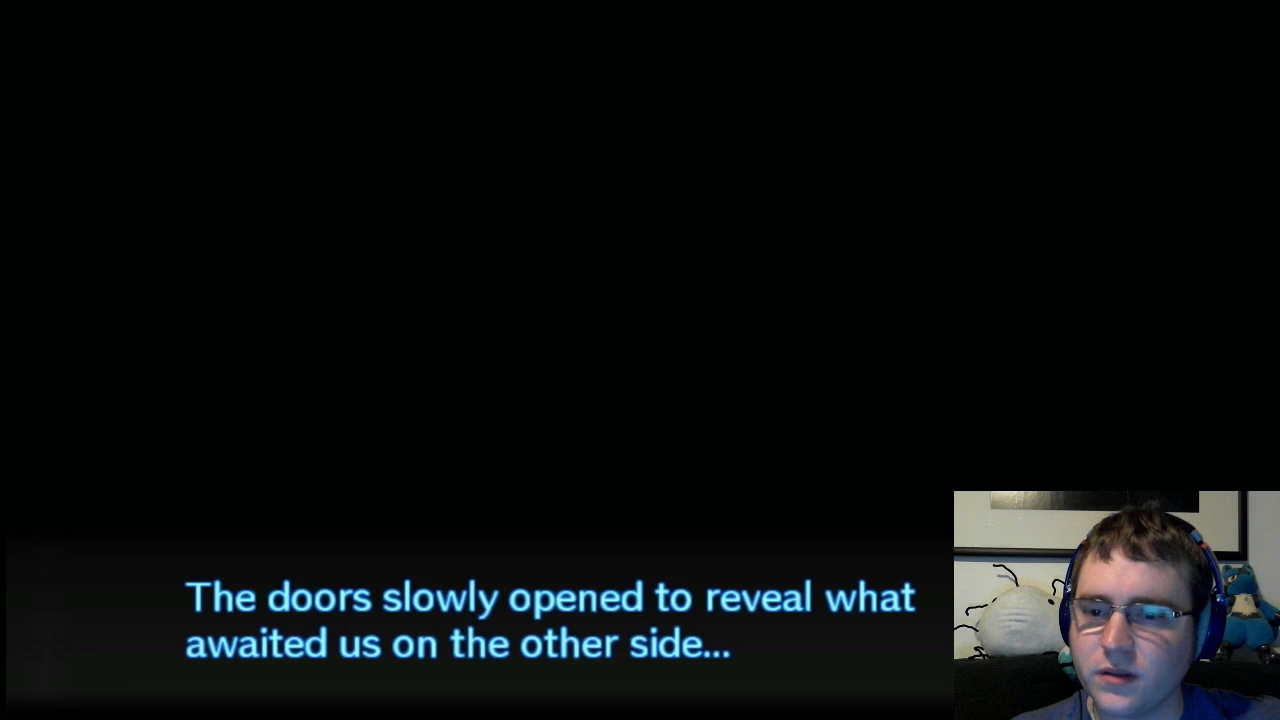 The doors slowly opened to reveal what
awaited us on the other side...